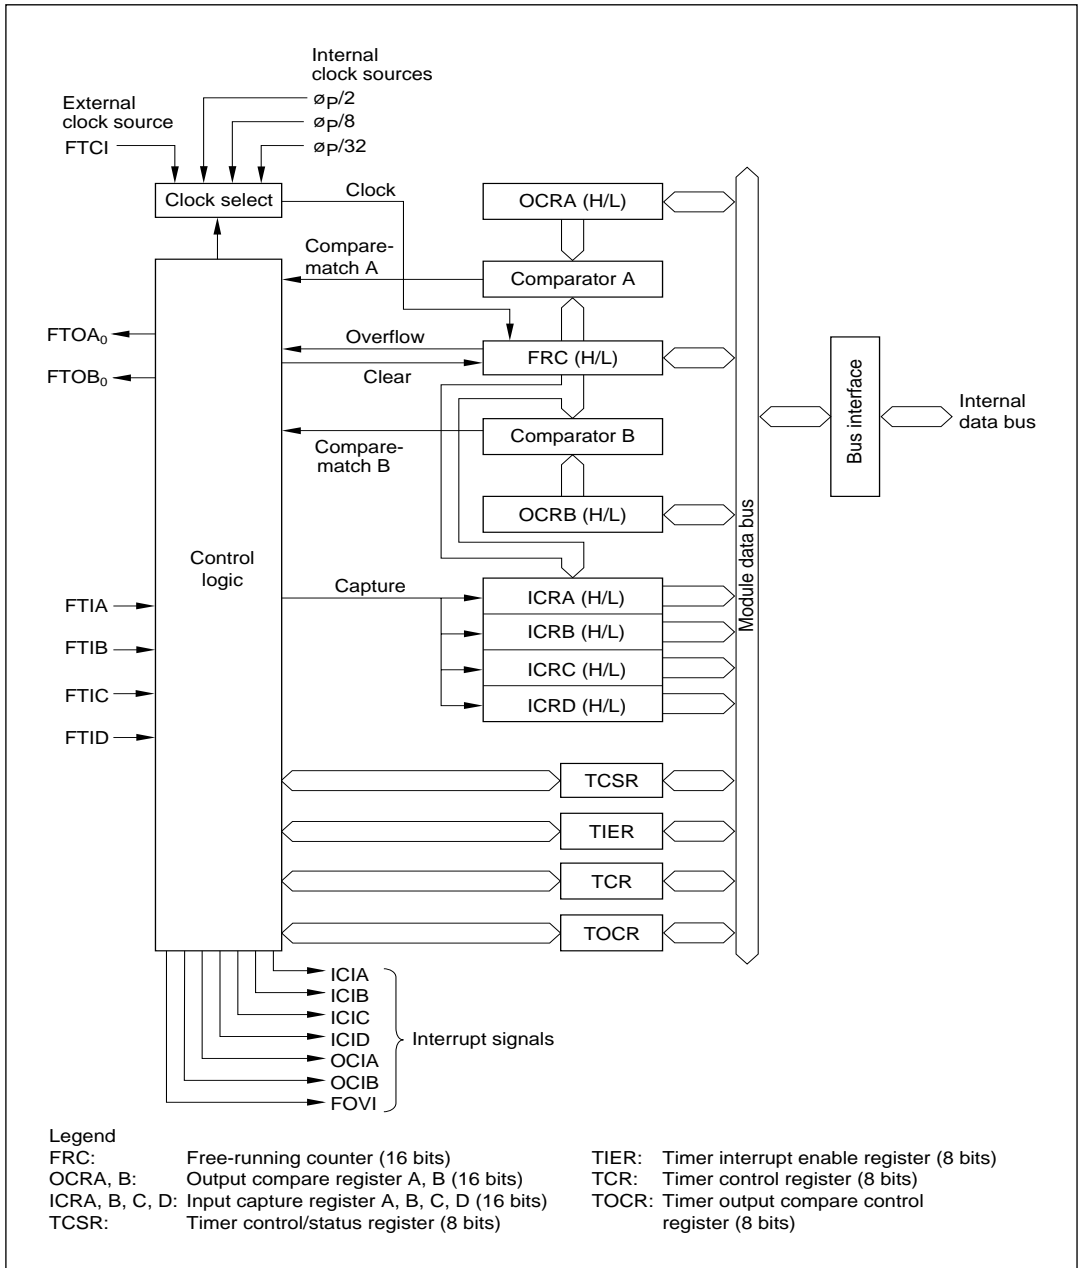 Internal
clock sources
External
clock source
FTCI
øP/2
øP/8
øP/32
Clock select
Clock
OCRA (H/L)
Compare-
match A
Comparator A
FTOA0
Overflow
FRC (H/L)
FTOB0
Clear
Comparator B
Compare-
match B
OCRB (H/L)
Bus interface
Internal
data bus
Module data bus
Control
logic
Capture
ICRA (H/L)
ICRB (H/L)
ICRC (H/L)
ICRD (H/L)
FTIA
FTIB
FTIC
FTID
TCSR
TIER
TCR
TOCR
ICIA
ICIB
ICIC
ICID
OCIA
OCIB
FOVI
Interrupt signals
Legend
FRC: Free-running counter (16 bits)
OCRA, B: Output compare register A, B (16 bits)
ICRA, B, C, D: Input capture register A, B, C, D (16 bits)
TCSR: Timer control/status register (8 bits)
TIER: Timer interrupt enable register (8 bits)
TCR: Timer control register (8 bits)
TOCR: Timer output compare control
register (8 bits)